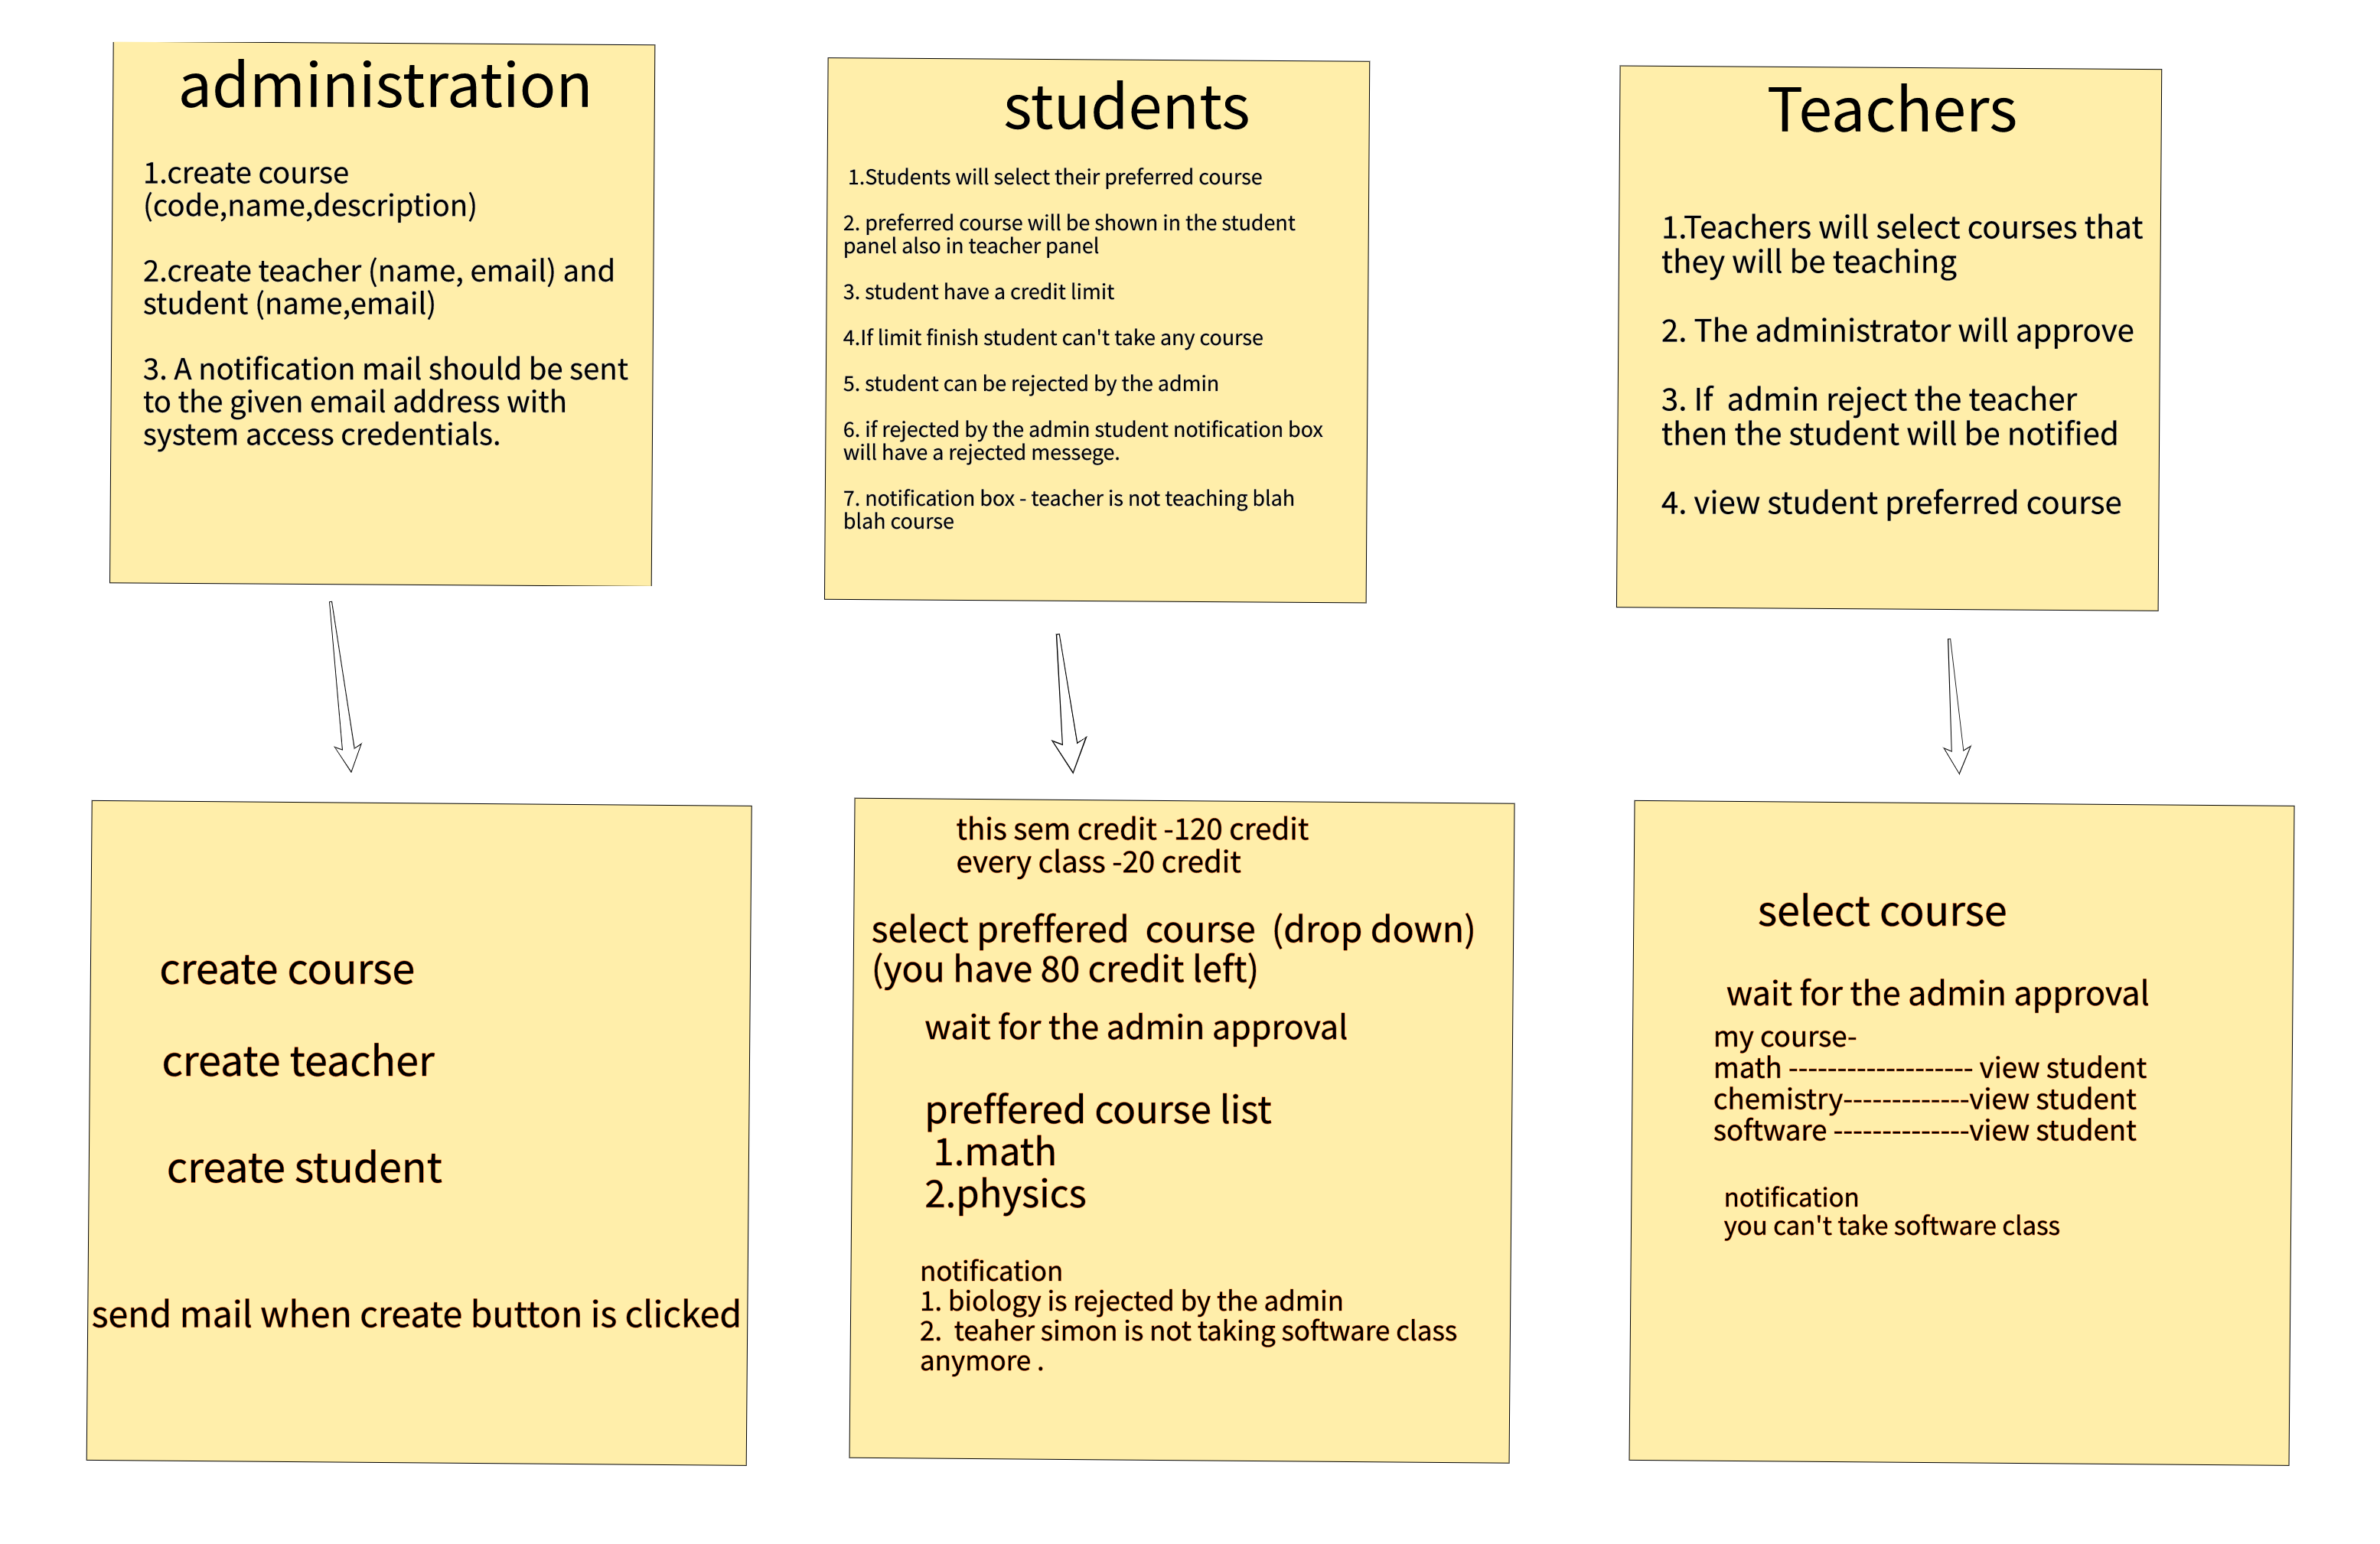 administration
1.create course
(code,name,description)
2.create teacher (name, email) and
student (name,email)
3. A notification mail should be sent
to the given email address with
system access credentials.
students
1.Students will select their preferred course
2. preferred course will be shown in the student
panel also in teacher panel
3. student have a credit limit
4.If limit finish student can't take any course
5. student can be rejected by the admin
6. if rejected by the admin student notification box
will have a rejected messege.
7. notification box - teacher is not teaching blah
blah course
Teachers
1.Teachers will select courses that
they will be teaching
2. The administrator will approve
3. If  admin reject the teacher
then the student will be notified
4. view student preferred course
create course
create teacher
create student
send mail when create button is clicked
this sem credit -120 credit
every class -20 credit
select preffered  course  (drop down)
(you have 80 credit left)
wait for the admin approval
preffered course list
1.math
2.physics
notification
1. biology is rejected by the admin
2.  teaher simon is not taking software class
anymore .
select course
wait for the admin approval
my course-
math ------------------- view student
chemistry-------------view student
software --------------view student
notification
you can't take software class